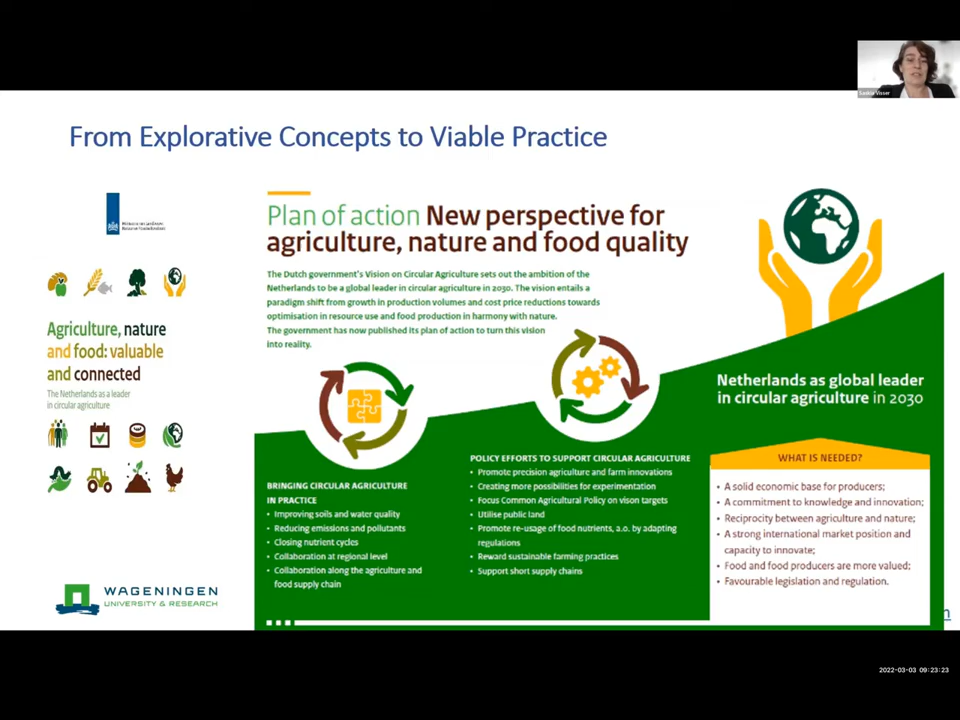 Saskia Visser
From Explorative Concepts to Viable Practice
Agriculture, nature
and food: valuable
and connected
The Netherlands as a leader
in circular agriculture
WAGENINGEN
UNIVERSITY & RESEARCH
Plan of action New perspective for
agriculture, nature and food quality
The Dutch government's Vision on Circular Agriculture sets out the ambition of the
Netherlands to be a global leader in circular agriculture in 2030. The vision entails a
paradigm shift from growth in production volumes and cost price reductions towards
optimisation in resource use and food production in harmony with nature.
The government has now published its plan of action to turn this vision
into reality.
BRINGING CIRCULAR AGRICULTURE
IN PRACTICE
• Improving soils and water quality
• Reducing emissions and pollutants
• Closing nutrient cycles
• Collaboration at regional level
• Collaboration along the agriculture and
food supply chain
POLICY EFFORTS TO SUPPORT CIRCULAR AGRICULTURE
• Promote precision agriculture and farm innovations
• Creating more possibilities for experimentation
• Focus Common Agricultural Policy on vison targets
• Utilise public land
• Promote re-usage of food nutrients, a.o. by adapting
regulations
• Reward sustainable farming practices
• Support short supply chains
Netherlands as global leader
in circular agriculture in 2030
WHAT IS NEEDED?
• A solid economic base for producers;
• A commitment to knowledge and innovation;
• Reciprocity between agriculture and nature;
• A strong international market position and
capacity to innovate;
• Food and food producers are more valued;
• Favourable legislation and regulation.
2022-03-03 09:23:23